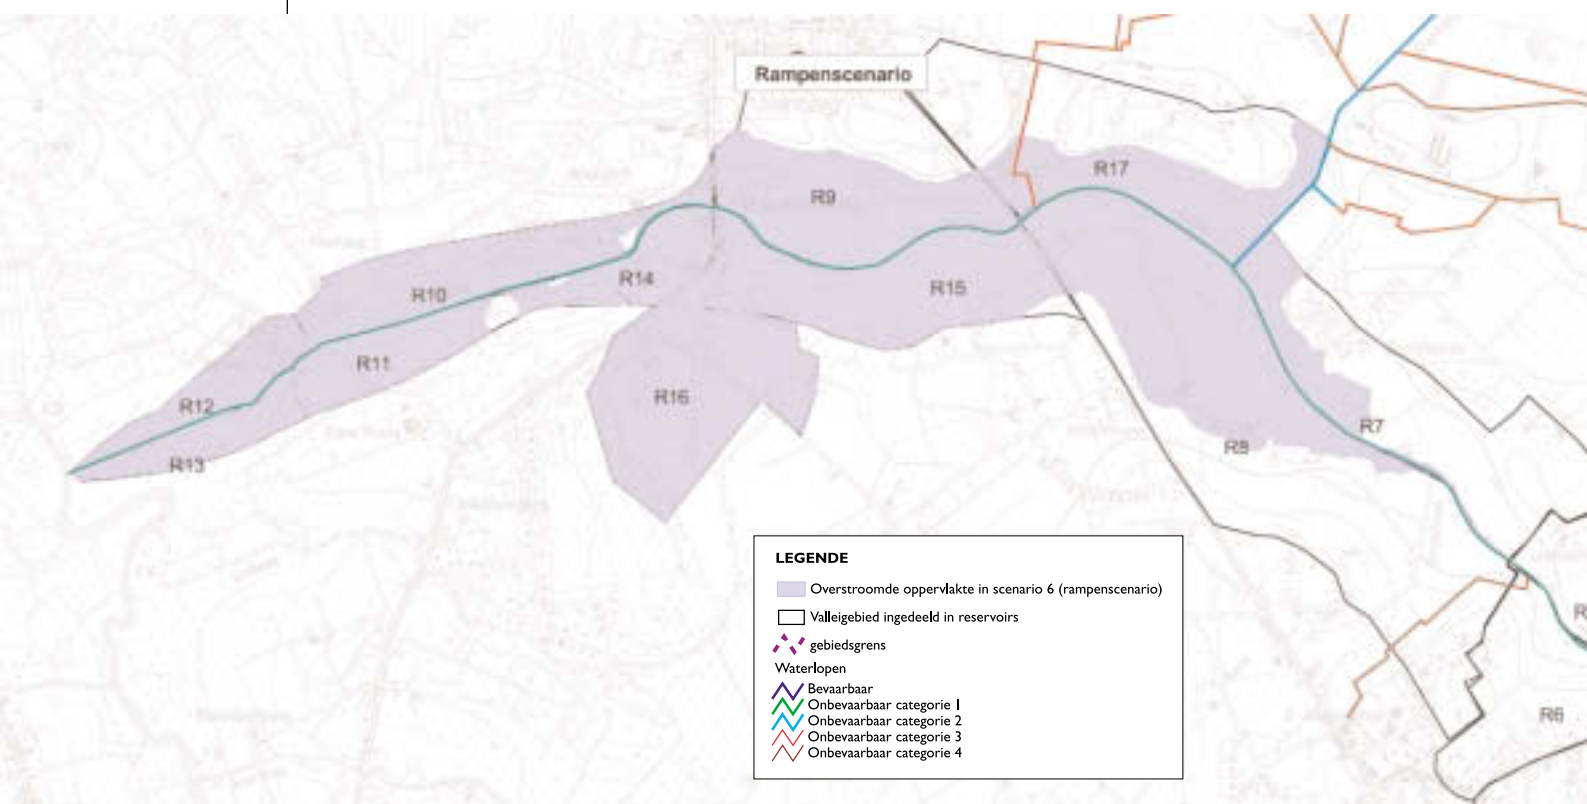 Rampenscenario
R17
R9
R14
R15
R10
R11
R16
R12
R13
R7
R8
R6
LEGENDE
Overstroomde oppervlakte in scenario 6 (rampenscenario)
Valleigebied ingedeeld in reservoirs
gebiedsgrens
Waterlopen
Bevaarbaar
Onbevaarbaar categorie 1
Onbevaarbaar categorie 2
Onbevaarbaar categorie 3
Onbevaarbaar categorie 4